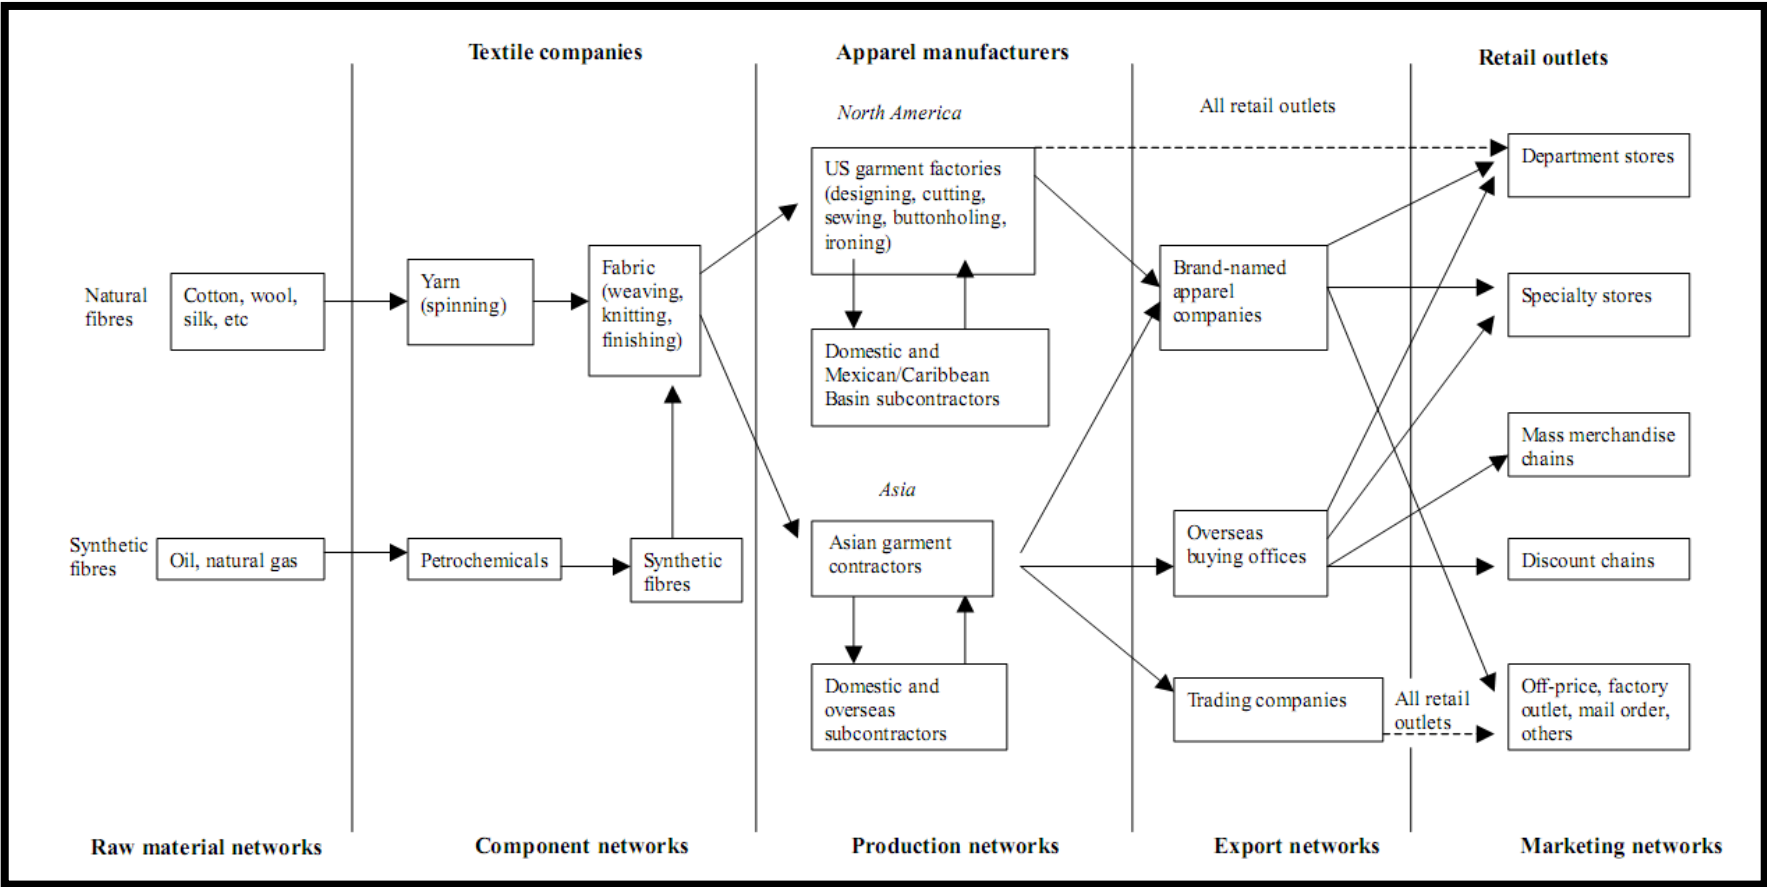 Textile companies
Apparel manufacturers
Retail outlets
North America
All retail outlets
Natural
fibres
Cotton, wool,
silk, etc
Yarn
(spinning)
Fabric
(weaving,
knitting,
finishing)
US garment factories
(designing, cutting,
sewing, buttonholing,
ironing)
Domestic and
Mexican/Caribbean
Basin subcontractors
Brand-named
apparel
companies
Department stores
Specialty stores
Mass merchandise
chains
Synthetic
fibres
Oil, natural gas
Petrochemicals
Synthetic
fibres
Asia
Asian garment
contractors
Domestic and
overseas
subcontractors
Overseas
buying offices
Trading companies
All retail
outlets
Discount chains
Off-price, factory
outlet, mail order,
others
Raw material networks
Component networks
Production networks
Export networks
Marketing networks